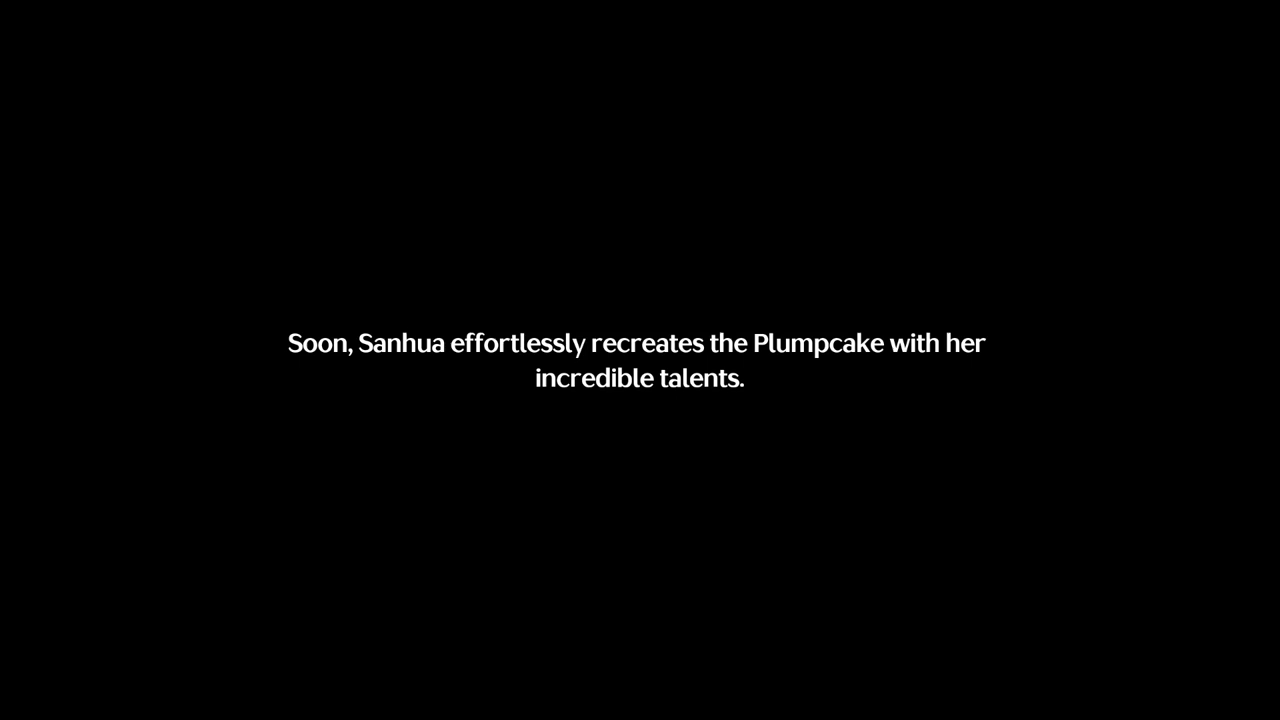 Soon, Sanhua effortlessly recreates the Plumpcake with her
incredible talents.